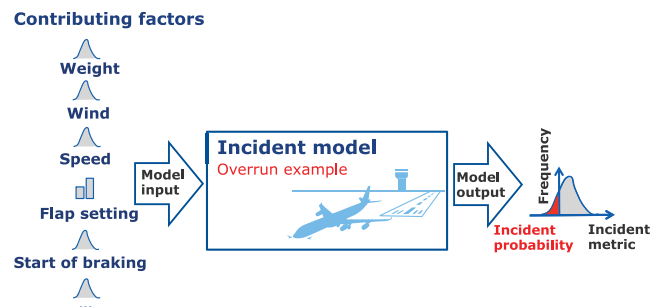 Contributing factors
Weight
Wind
Speed
Flap setting
Start of braking
Model
input
Incident model
Overrun example
Model
output
Frequency
Incident
probability
Incident
metric
...